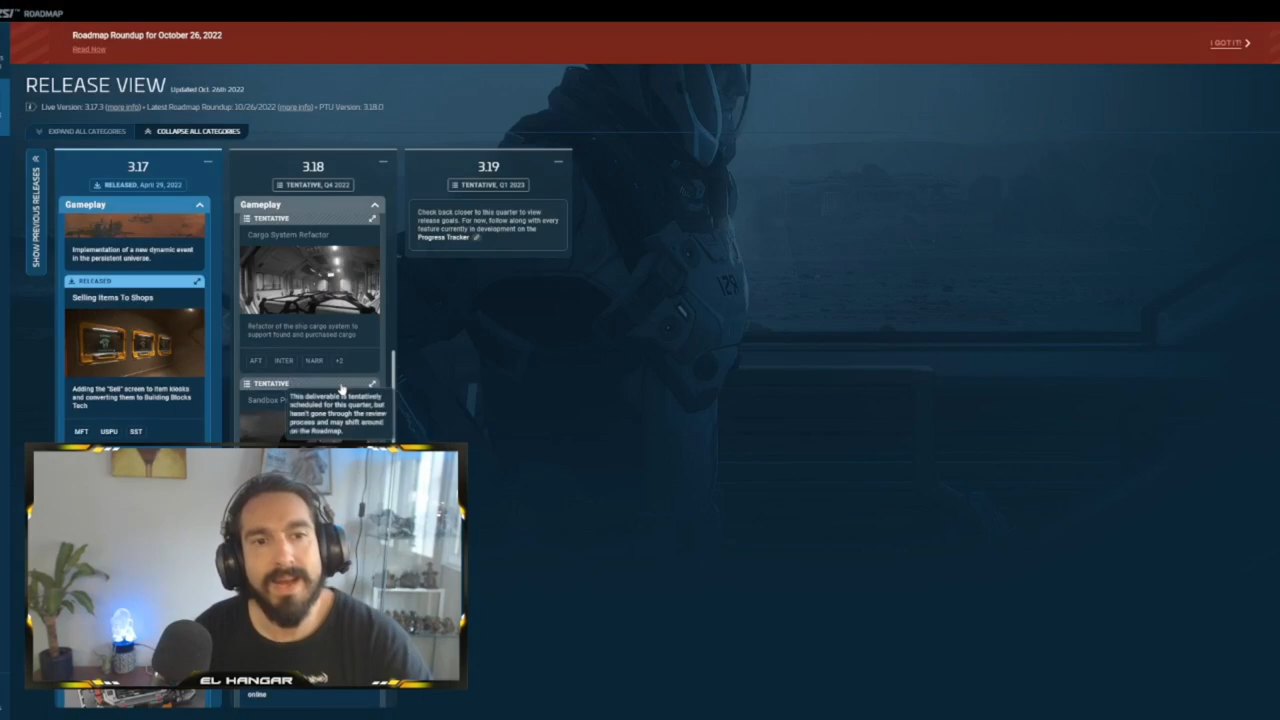 RSI™ ROADMAP
Roadmap Roundup for October 26, 2022
Read Now
I GOT IT!
RELEASE VIEW Updated Oct. 26th 2022
Live Version: 3.17.3 (more info) • Latest Roadmap Roundup: 10/26/2022 (more info) • PTU Version: 3.18.0
EXPAND ALL CATEGORIES
COLLAPSE ALL CATEGORIES
SHOW PREVIOUS RELEASES
3.17
RELEASED, April 29, 2022
Gameplay
Implementation of a new dynamic event
in the persistent universe.
RELEASED
Selling Items To Shops
Adding the "Sell" screen to item kiosks
and converting them to Building Blocks
Tech
MFT USPU SST
3.18
TENTATIVE, Q4 2022
Gameplay
TENTATIVE
Cargo System Refactor
Refactor of the ship cargo system to
support found and purchased cargo
AFT INTER NARR +2
TENTATIVE
Sandbox
This deliverable is tentatively
scheduled for this quarter, but
hasn't gone through the review
process and may shift around
on the Roadmap.
online
3.19
TENTATIVE, Q1 2023
Check back closer to this quarter to view
release goals. For now, follow along with every
feature currently in development on the
Progress Tracker
EL HANGAR